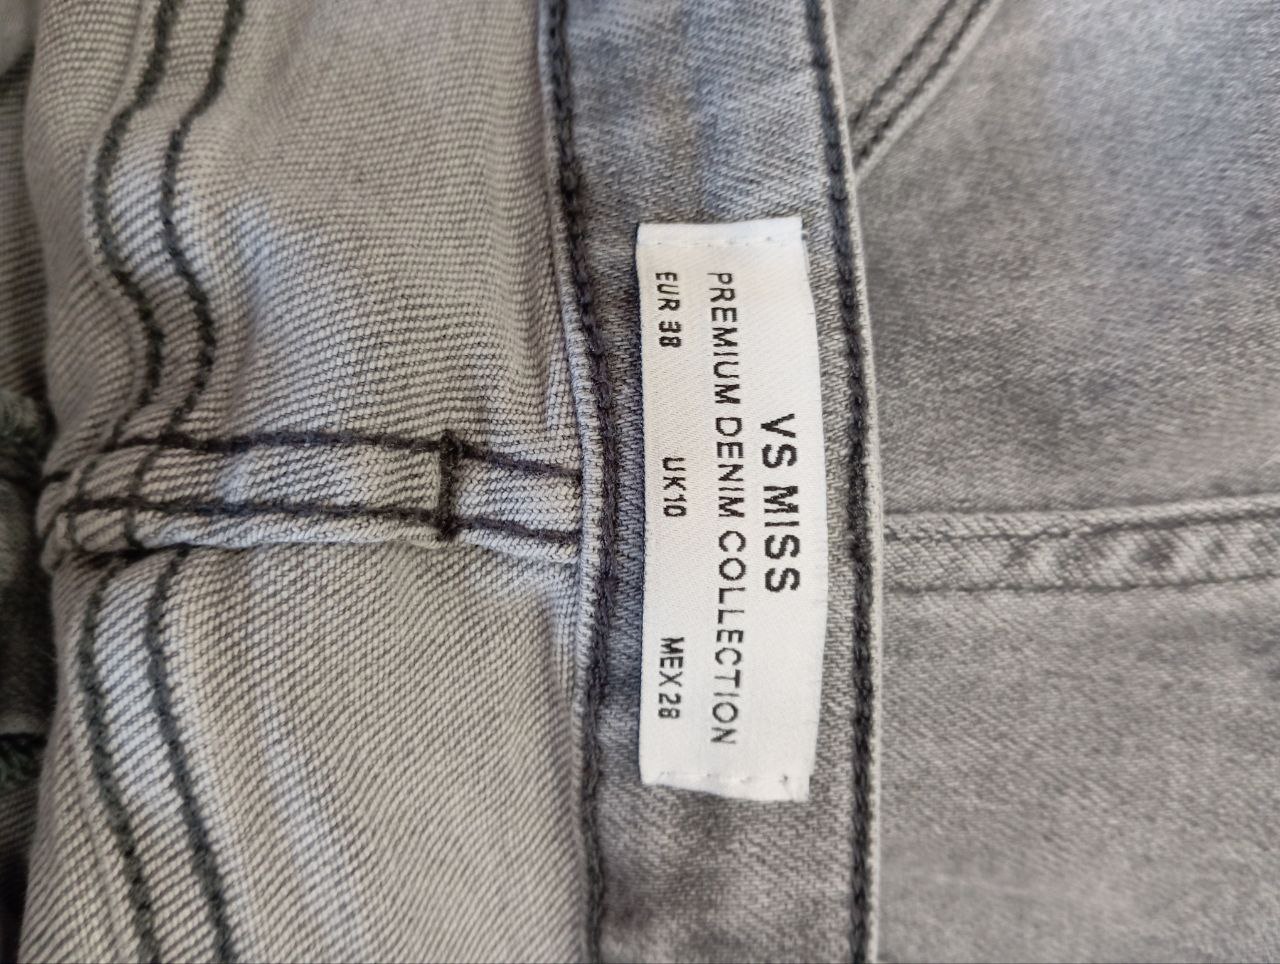 VS MISS
PREMIUM DENIM COLLECTION
EUR 38 UK10 MEX 28